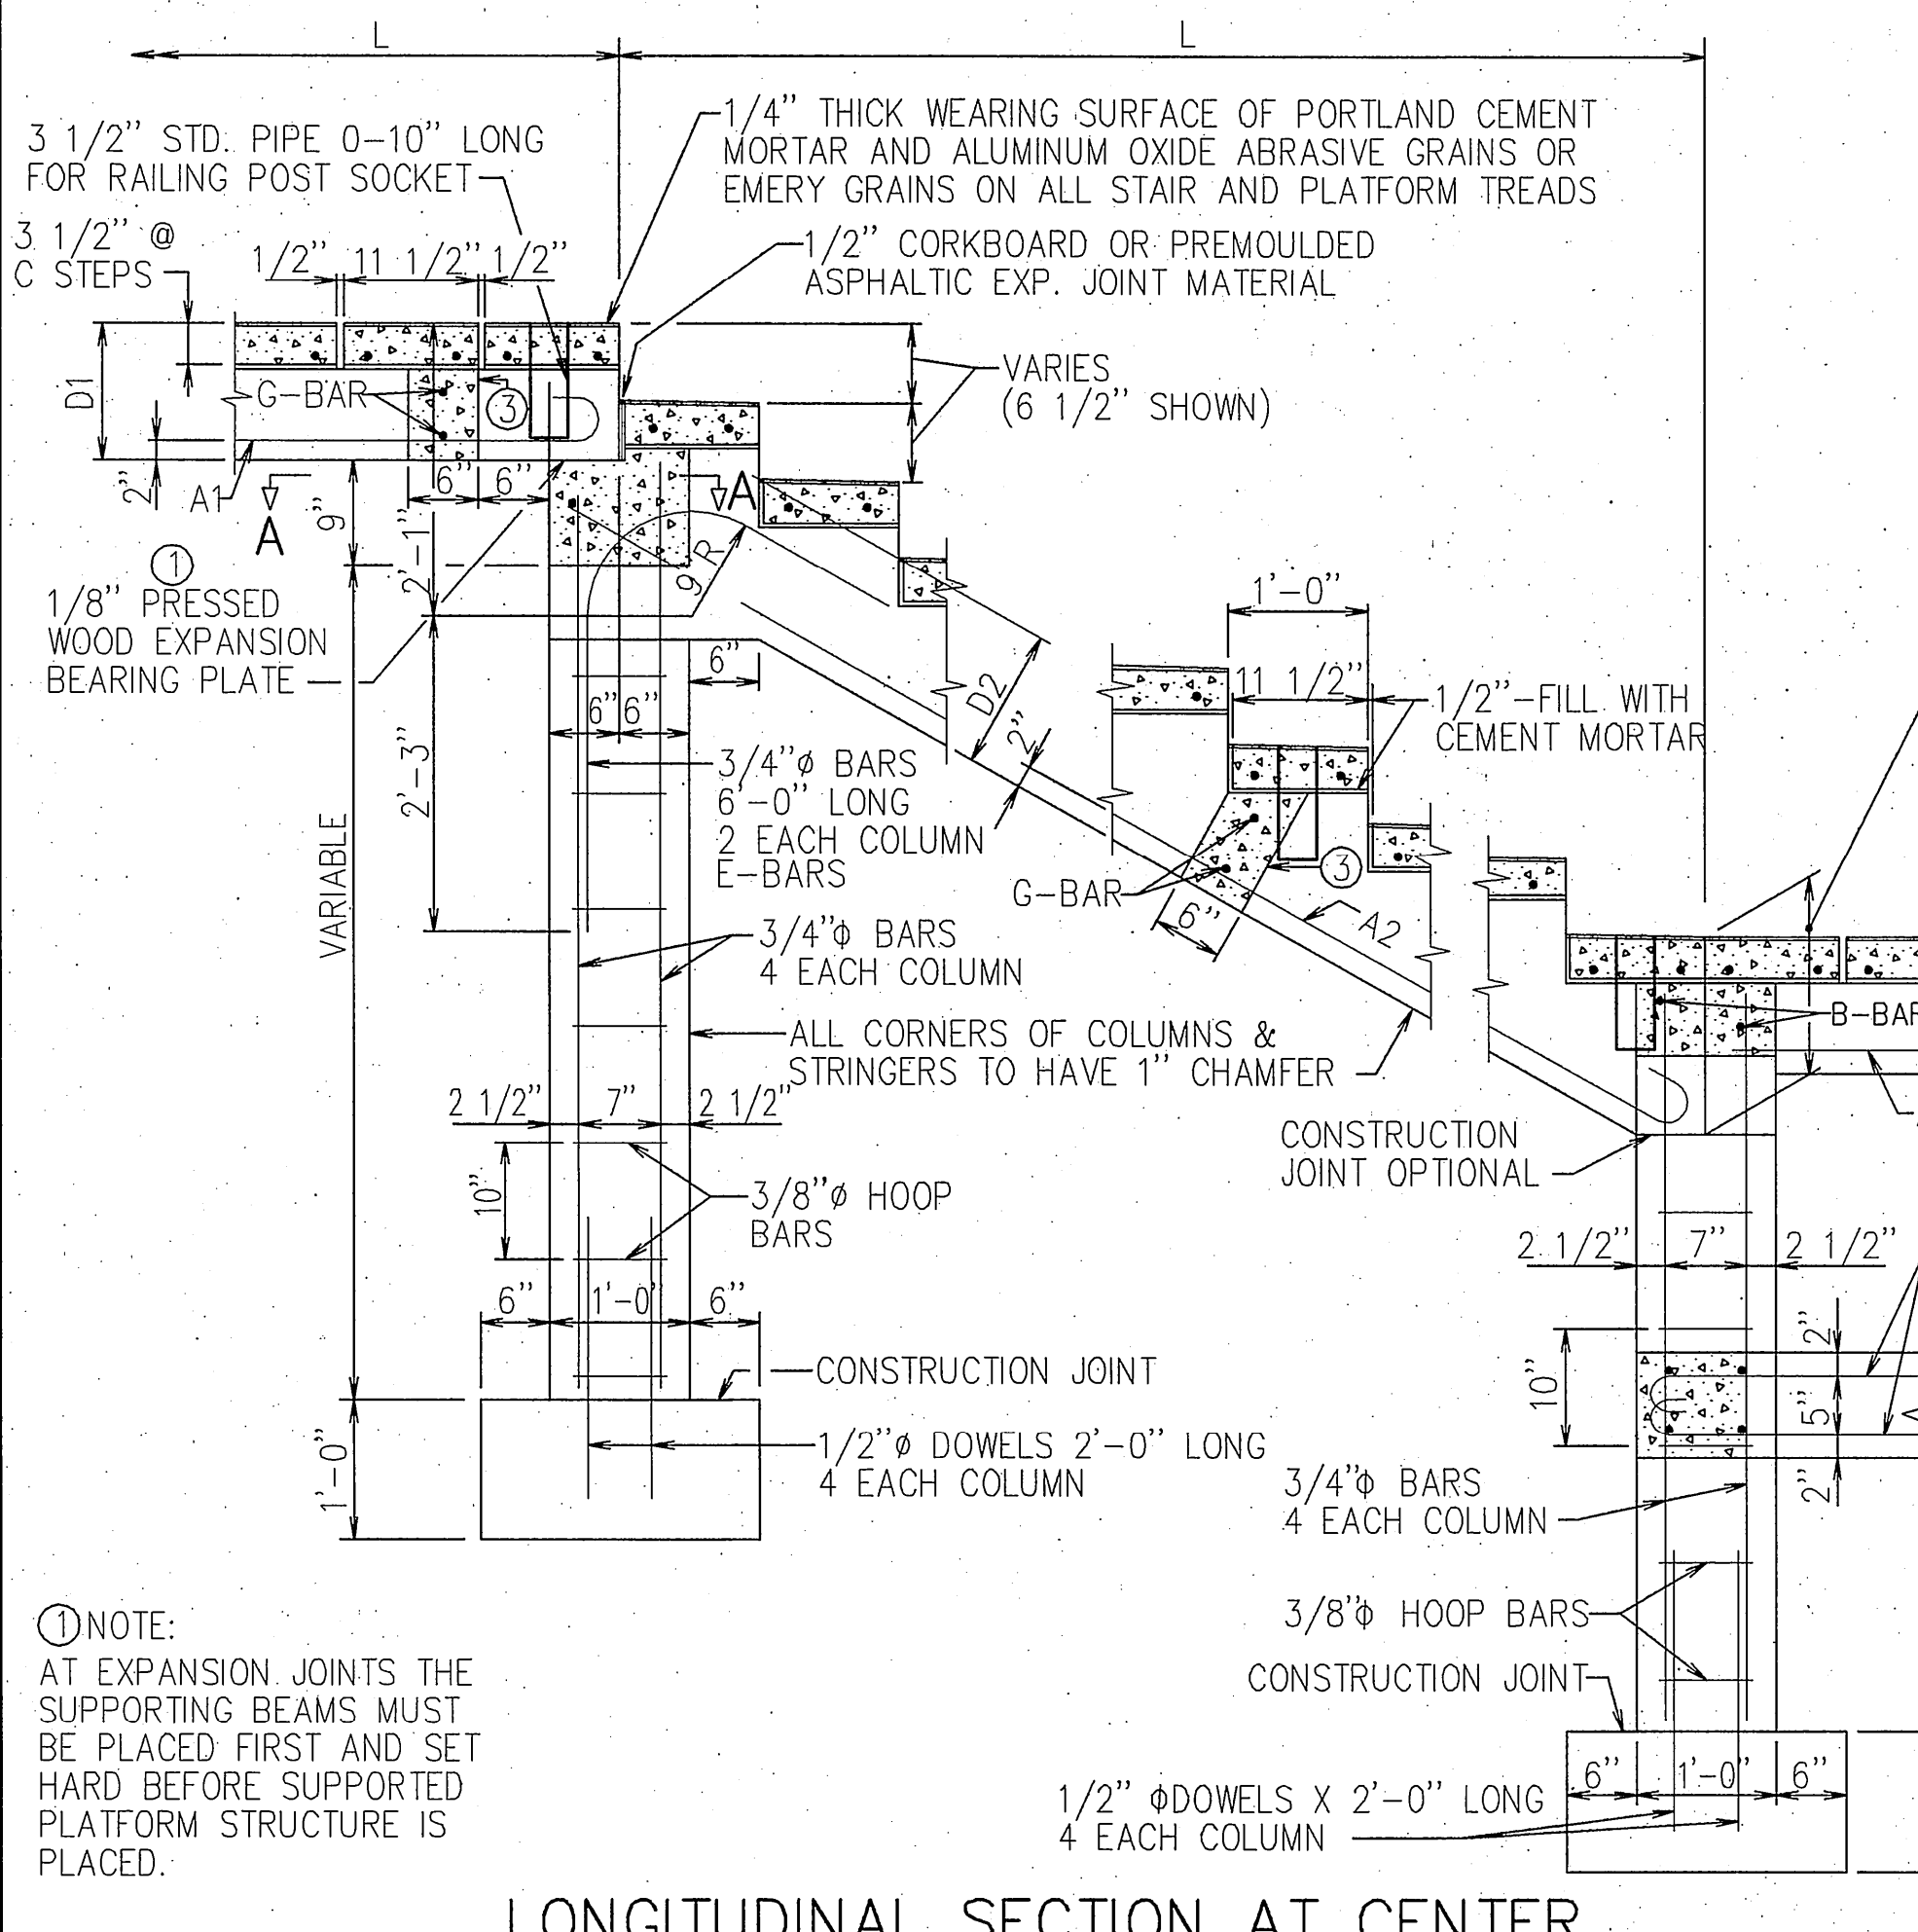 L
L
3 1/2" STD. PIPE 0-10" LONG
FOR RAILING POST SOCKET
1/4" THICK WEARING SURFACE OF PORTLAND CEMENT
MORTAR AND ALUMINUM OXIDE ABRASIVE GRAINS OR
EMERY GRAINS ON ALL STAIR AND PLATFORM TREADS
3 1/2" @
C STEPS
1/2"
11 1/2"
1/2"
1/2" CORKBOARD OR PREMOULDED
ASPHALTIC EXP. JOINT MATERIAL
D1
G-BAR
3
VARIES
(6 1/2" SHOWN)
2"
A1
A
6"
6"
A
9"
2'-1"
9 R
1
1/8" PRESSED
WOOD EXPANSION
BEARING PLATE
6"
6"
6"
D2
2"
1'-0"
11 1/2"
1/2"-FILL WITH
CEMENT MORTAR
2'-3"
VARIABLE
3/4"φ BARS
6'-0" LONG
2 EACH COLUMN
E-BARS
G-BAR
3
6"
A2
3/4"φ BARS
4 EACH COLUMN
B-BAR
ALL CORNERS OF COLUMNS &
STRINGERS TO HAVE 1" CHAMFER
2 1/2"
7"
2 1/2"
CONSTRUCTION
JOINT OPTIONAL
10"
3/8"φ HOOP
BARS
2 1/2"
7"
2 1/2"
6"
1'-0"
6"
CONSTRUCTION JOINT
10"
2"
5"
2"
1'-0"
1/2"φ DOWELS 2'-0" LONG
4 EACH COLUMN
3/4"φ BARS
4 EACH COLUMN
3/8"φ HOOP BARS
CONSTRUCTION JOINT
1 NOTE:
AT EXPANSION JOINTS THE
SUPPORTING BEAMS MUST
BE PLACED FIRST AND SET
HARD BEFORE SUPPORTED
PLATFORM STRUCTURE IS
PLACED.
6"
1'-0"
6"
1/2" φDOWELS X 2'-0" LONG
4 EACH COLUMN
LONGITUDINAL SECTION AT CENTER